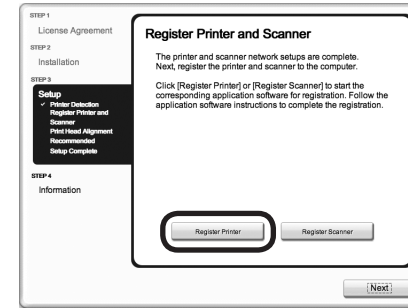 STEP 1
License Agreement
STEP 2
Installation
STEP 3
Setup
✓ Printer Detection
Register Printer and
Scanner
Print Head Alignment
Recommended
Setup Complete
STEP 4
Information
Register Printer and Scanner
The printer and scanner network setups are complete.
Next, register the printer and scanner to the computer.
Click [Register Printer] or [Register Scanner] to start the
corresponding application software for registration. Follow the
application software instructions to complete the registration.
Register Printer
Register Scanner
Next